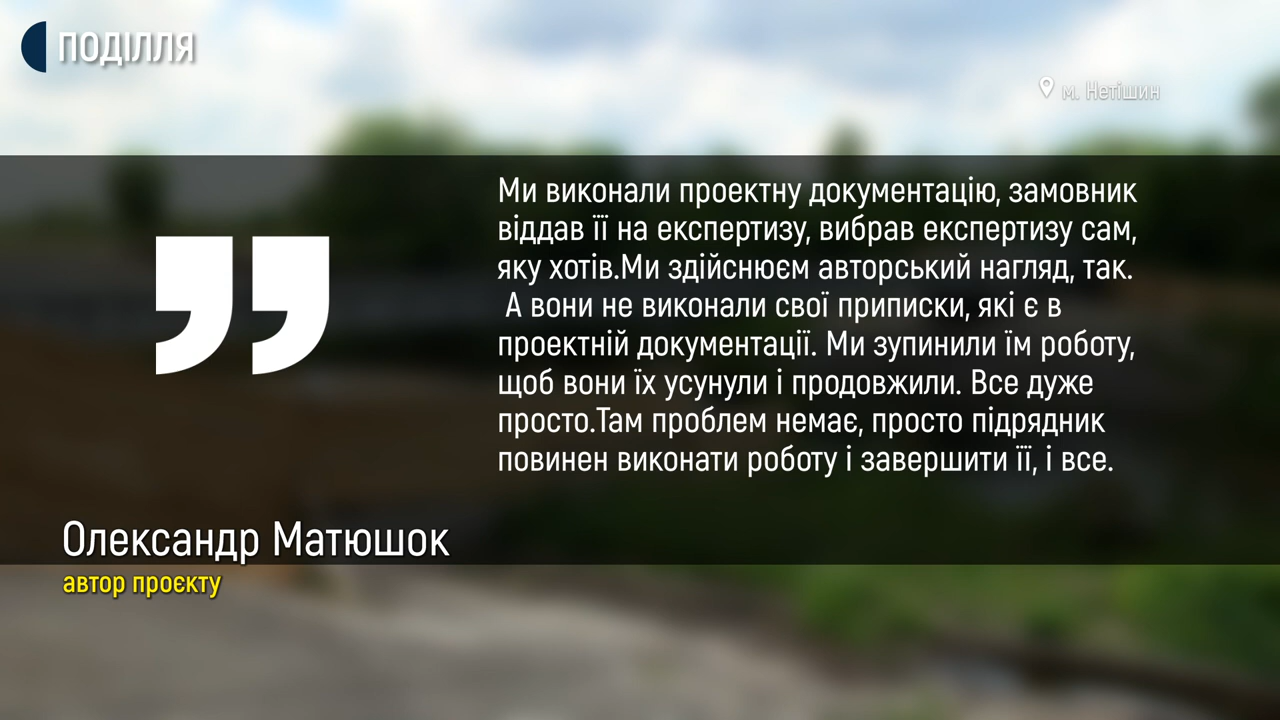 ПОДІЛЛЯ
м. Нетішин
Ми виконали проектну документацію, замовник
віддав її на експертизу, вибрав експертизу сам,
яку хотів.Ми здійснюєм авторський нагляд, так.
А вони не виконали свої приписки, які є в
проектній документації. Ми зупинили їм роботу,
щоб вони їх усунули і продовжили. Все дуже
просто.Там проблем немає, просто підрядник
повинен виконати роботу і завершити її, і все.
Олександр Матюшок
автор проєкту